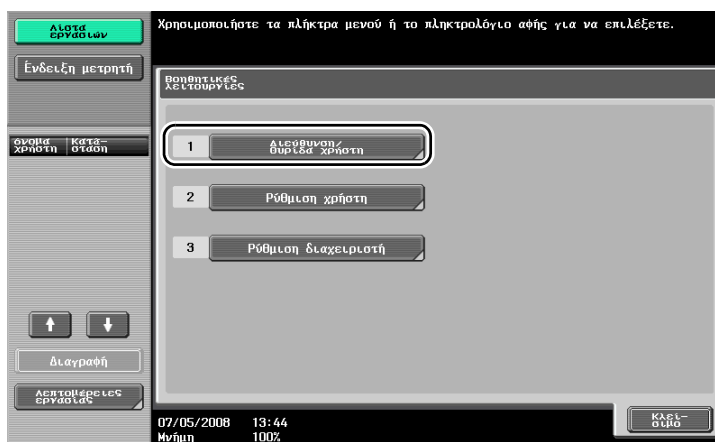 Λίστα
εργασιών
Ένδειξη μετρητή
όνομα
χρήστη
Κατά-
σταση
Διαγραφή
Λεπτομέρειες
εργασίας
Χρησιμοποιήστε τα πλήκτρα μενού ή το πληκτρολόγιο αφής για να επιλέξετε.
Βοηθητικές
λειτουργίες
1 Διεύθυνση/
θυρίδα χρήστη
2 Ρύθμιση χρήστη
3 Ρύθμιση διαχειριστή
07/05/2008 13:44
Μνήμη 100%
Κλεί-
σιμο